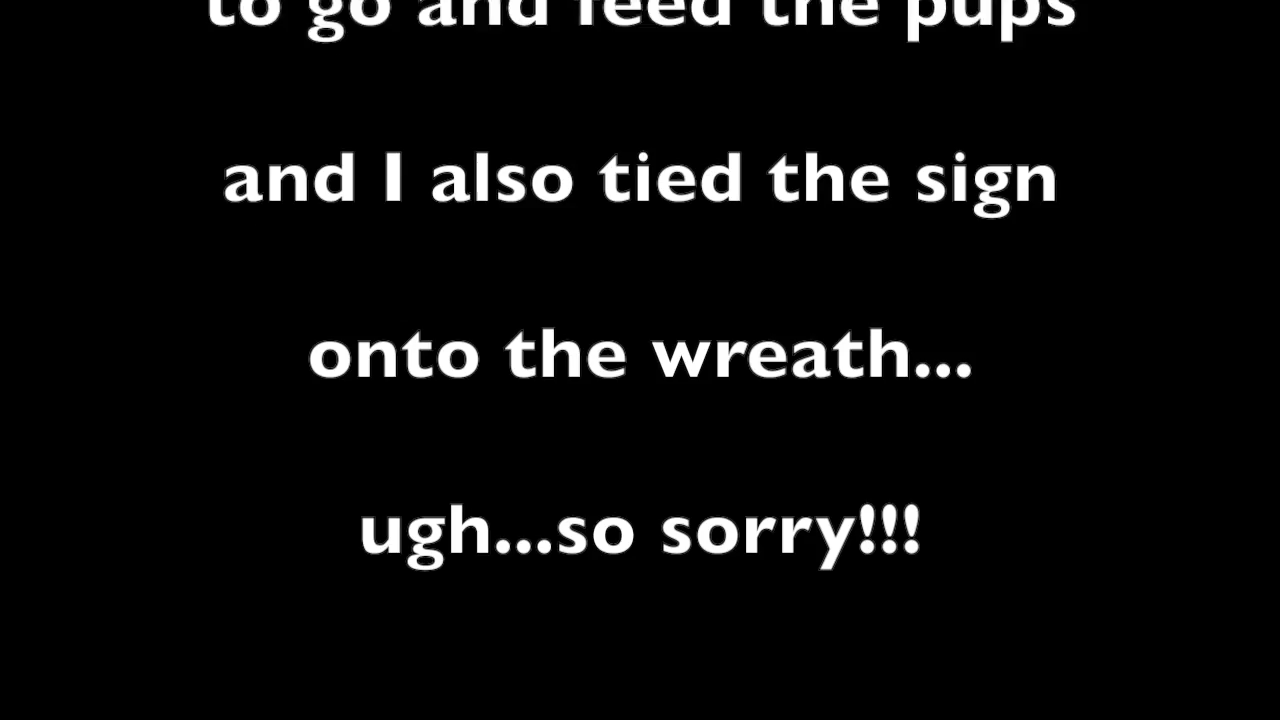 to go and feed the pups
and I also tied the sign
onto the wreath...
ugh...so sorry!!!